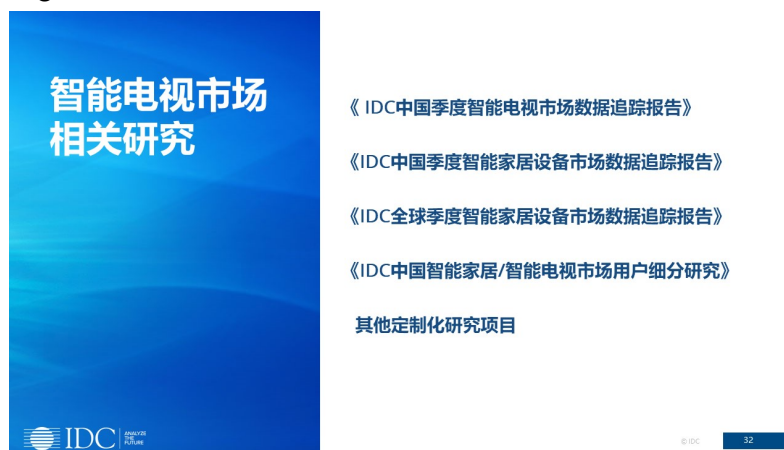 智能电视市场
相关研究
《 IDC中国季度智能电视市场数据追踪报告》
《IDC中国季度智能家居设备市场数据追踪报告》
《IDC全球季度智能家居设备市场数据追踪报告》
《IDC中国智能家居/智能电视市场用户细分研究》
其他定制化研究项目
IDC
ANALYZE
THE
FUTURE
© IDC
32